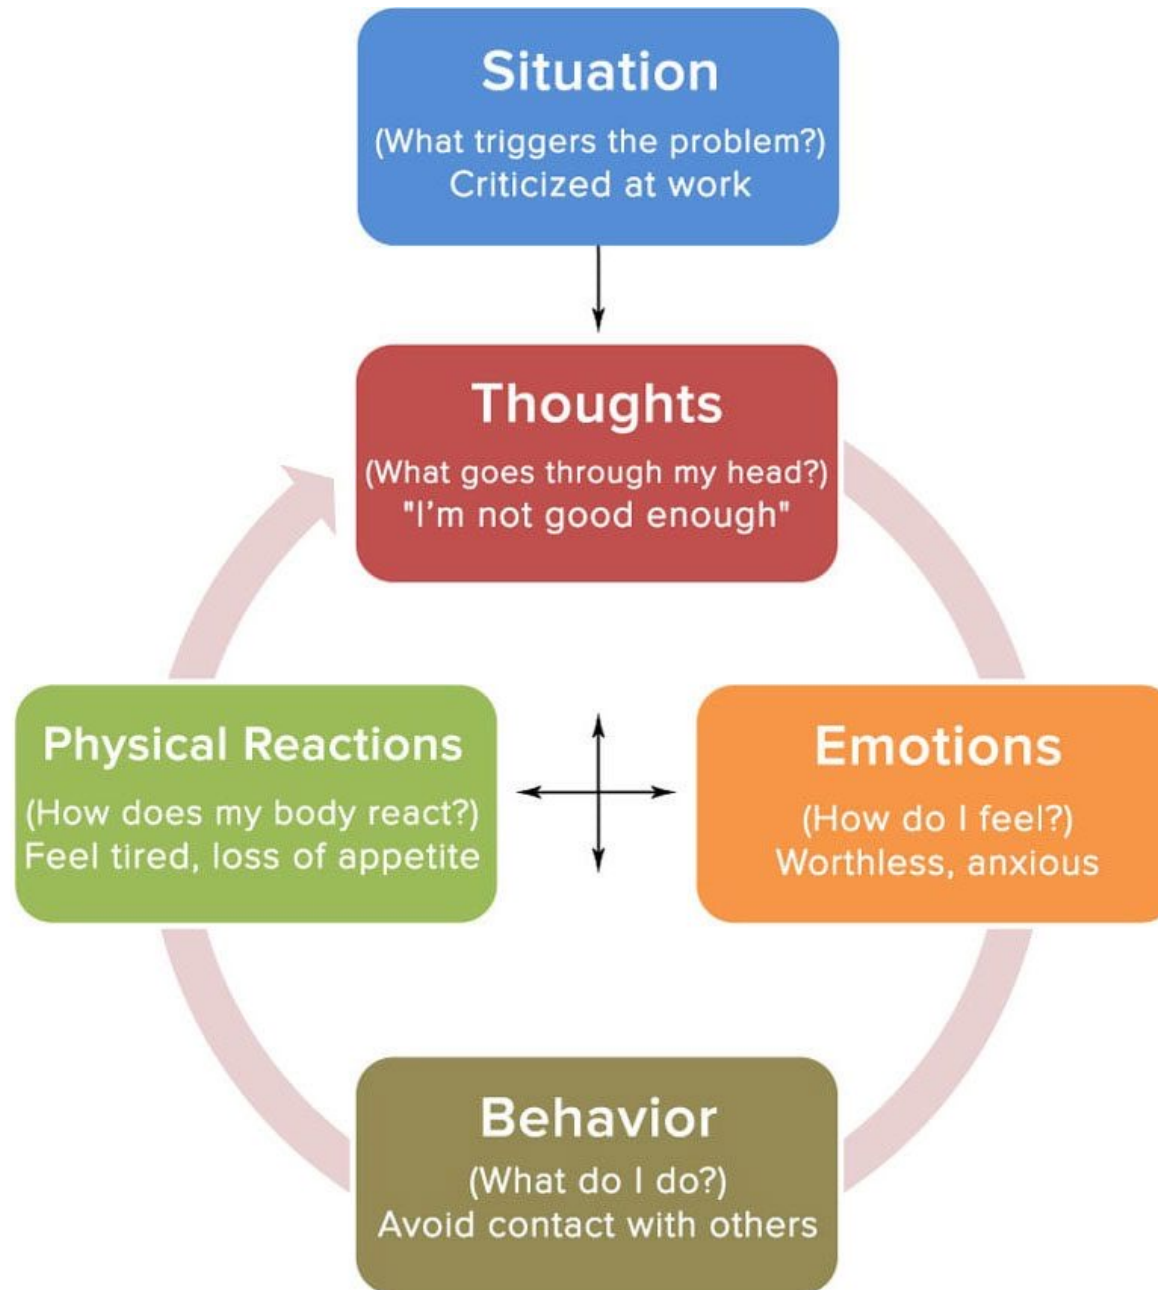 Situation
(What triggers the problem?)
Criticized at work
Thoughts
(What goes through my head?)
"I'm not good enough"
Physical Reactions
(How does my body react?)
Feel tired, loss of appetite
Emotions
(How do I feel?)
Worthless, anxious
Behavior
(What do I do?)
Avoid contact with others